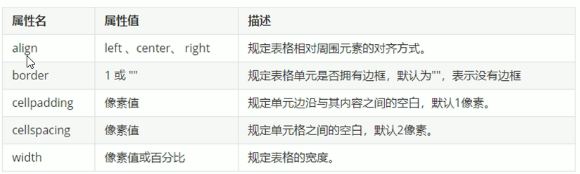 属性名 属性值 描述
align left 、center、 right 规定表格相对周围元素的对齐方式。
border 1 或 "" 规定表格单元是否拥有边框，默认为""，表示没有边框
cellpadding 像素值 规定单元边沿与其内容之间的空白，默认1像素。
cellspacing 像素值 规定单元格之间的空白，默认2像素。
width 像素值或百分比 规定表格的宽度。